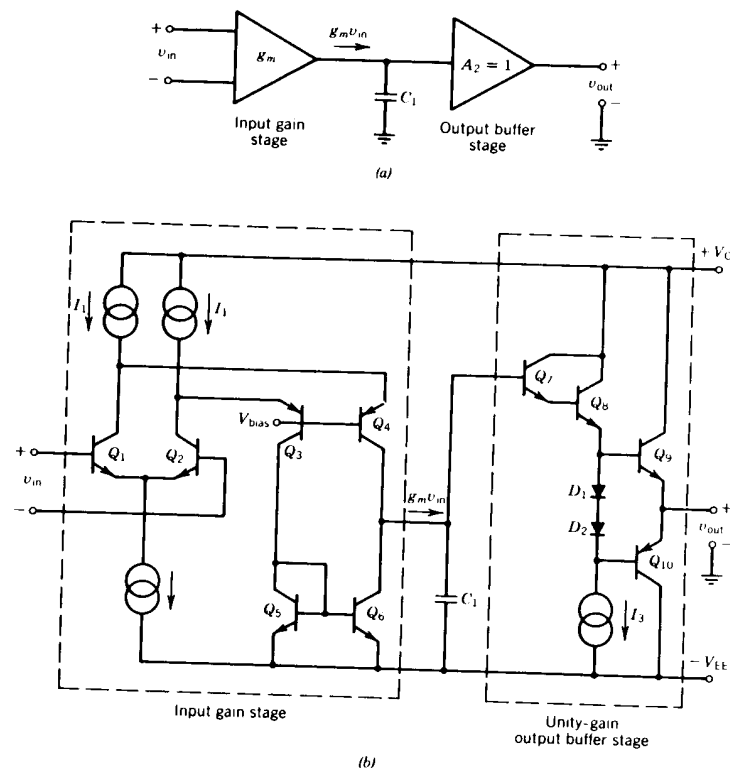 +
v_in
−
g_m
g_m v_in
C_1
A_2 = 1
+
v_out
−
Input gain
stage
Output buffer
stage
(a)
+ V_C
I_1
I_1
Q_7
Q_8
V_bias
Q_3
Q_4
+
v_in
−
Q_1
Q_2
g_m v_in
Q_9
D_1
D_2
+
v_out
−
Q_10
Q_5
Q_6
C_1
I_3
− V_EE
Input gain stage
Unity-gain
output buffer stage
(b)